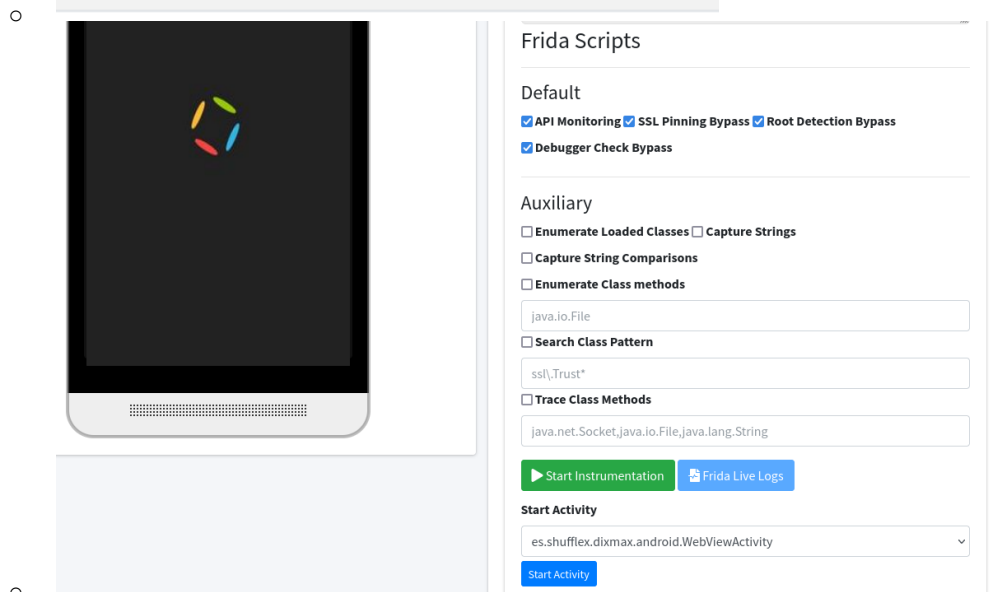 Frida Scripts
Default
API Monitoring SSL Pinning Bypass Root Detection Bypass
Debugger Check Bypass
Auxiliary
Enumerate Loaded Classes Capture Strings
Capture String Comparisons
Enumerate Class methods
java.io.File
Search Class Pattern
ssl\.Trust*
Trace Class Methods
java.net.Socket,java.io.File,java.lang.String
Start Instrumentation Frida Live Logs
Start Activity
es.shufflex.dixmax.android.WebViewActivity
Start Activity